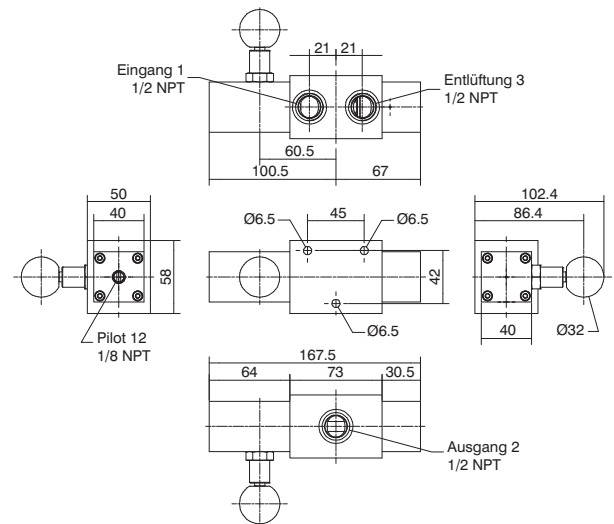 21 21
Eingang 1
1/2 NPT
Entlüftung 3
1/2 NPT
60.5
100.5 67
50
40
58
Pilot 12
1/8 NPT
Ø6.5 45 Ø6.5
42
Ø6.5
102.4
86.4
40 Ø32
167.5
64 73 30.5
Ausgang 2
1/2 NPT